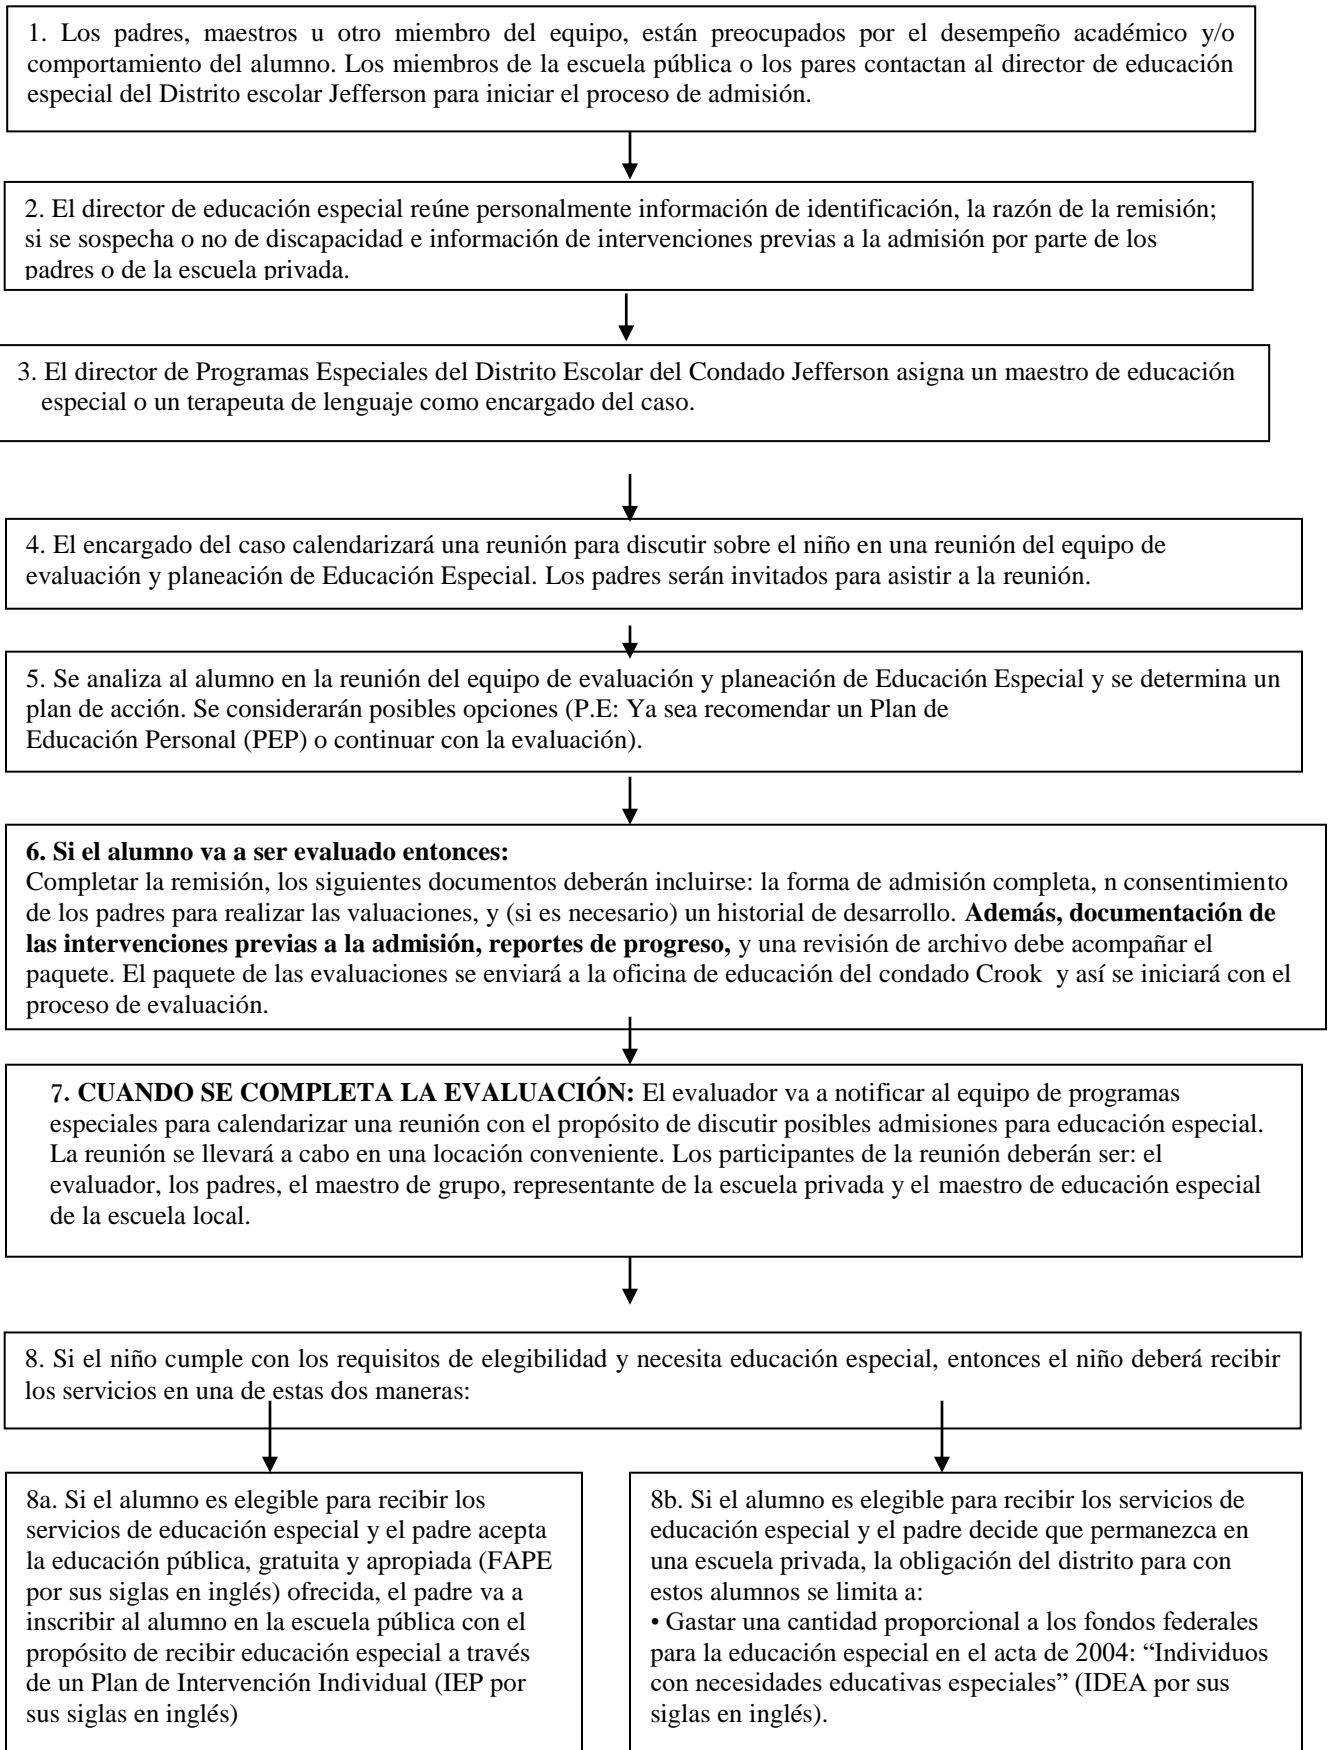 1. Los padres, maestros u otro miembro del equipo, están preocupados por el desempeño académico y/o
comportamiento del alumno. Los miembros de la escuela pública o los pares contactan al director de educación
especial del Distrito escolar Jefferson para iniciar el proceso de admisión.
2. El director de educación especial reúne personalmente información de identificación, la razón de la remisión;
si se sospecha o no de discapacidad e información de intervenciones previas a la admisión por parte de los
padres o de la escuela privada.
3. El director de Programas Especiales del Distrito Escolar del Condado Jefferson asigna un maestro de educación
especial o un terapeuta de lenguaje como encargado del caso.
4. El encargado del caso calendarizará una reunión para discutir sobre el niño en una reunión del equipo de
evaluación y planeación de Educación Especial. Los padres serán invitados para asistir a la reunión.
5. Se analiza al alumno en la reunión del equipo de evaluación y planeación de Educación Especial y se determina un
plan de acción. Se considerarán posibles opciones (P.E: Ya sea recomendar un Plan de
Educación Personal (PEP) o continuar con la evaluación).
6. Si el alumno va a ser evaluado entonces:
Completar la remisión, los siguientes documentos deberán incluirse: la forma de admisión completa, n consentimiento
de los padres para realizar las valuaciones, y (si es necesario) un historial de desarrollo. Además, documentación de
las intervenciones previas a la admisión, reportes de progreso, y una revisión de archivo debe acompañar el
paquete. El paquete de las evaluaciones se enviará a la oficina de educación del condado Crook y así se iniciará con el
proceso de evaluación.
7. CUANDO SE COMPLETA LA EVALUACIÓN: El evaluador va a notificar al equipo de programas
especiales para calendarizar una reunión con el propósito de discutir posibles admisiones para educación especial.
La reunión se llevará a cabo en una locación conveniente. Los participantes de la reunión deberán ser: el
evaluador, los padres, el maestro de grupo, representante de la escuela privada y el maestro de educación especial
de la escuela local.
8. Si el niño cumple con los requisitos de elegibilidad y necesita educación especial, entonces el niño deberá recibir
los servicios en una de estas dos maneras:
8a. Si el alumno es elegible para recibir los
servicios de educación especial y el padre acepta
la educación pública, gratuita y apropiada (FAPE
por sus siglas en inglés) ofrecida, el padre va a
inscribir al alumno en la escuela pública con el
propósito de recibir educación especial a través
de un Plan de Intervención Individual (IEP por
sus siglas en inglés)
8b. Si el alumno es elegible para recibir los servicios de
educación especial y el padre decide que permanezca en
una escuela privada, la obligación del distrito para con
estos alumnos se limita a:
• Gastar una cantidad proporcional a los fondos federales
para la educación especial en el acta de 2004: “Individuos
con necesidades educativas especiales” (IDEA por sus
siglas en inglés).